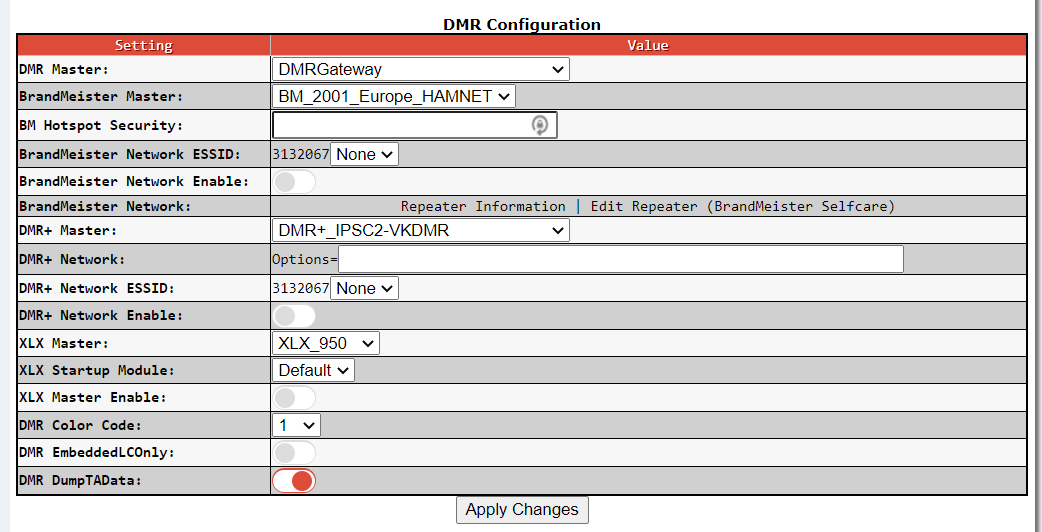 DMR Configuration
Setting Value
DMR Master: DMRGateway
BrandMeister Master: BM_2001_Europe_HAMNET
BM Hotspot Security:
BrandMeister Network ESSID: 3132067 None
BrandMeister Network Enable:
BrandMeister Network: Repeater Information | Edit Repeater (BrandMeister Selfcare)
DMR+ Master: DMR+_IPSC2-VKDMR
DMR+ Network: Options=
DMR+ Network ESSID: 3132067 None
DMR+ Network Enable:
XLX Master: XLX_950
XLX Startup Module: Default
XLX Master Enable:
DMR Color Code: 1
DMR EmbeddedLCOnly:
DMR DumpTAData:
Apply Changes